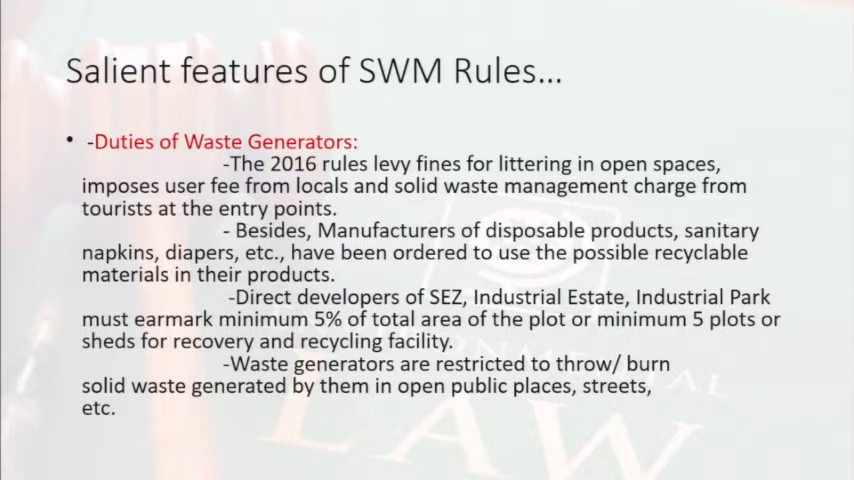 Salient features of SWM Rules...
• -Duties of Waste Generators:
-The 2016 rules levy fines for littering in open spaces,
imposes user fee from locals and solid waste management charge from
tourists at the entry points.
- Besides, Manufacturers of disposable products, sanitary
napkins, diapers, etc., have been ordered to use the possible recyclable
materials in their products.
-Direct developers of SEZ, Industrial Estate, Industrial Park
must earmark minimum 5% of total area of the plot or minimum 5 plots or
sheds for recovery and recycling facility.
-Waste generators are restricted to throw/ burn
solid waste generated by them in open public places, streets,
etc.
ENVIRONMENTAL
LAW